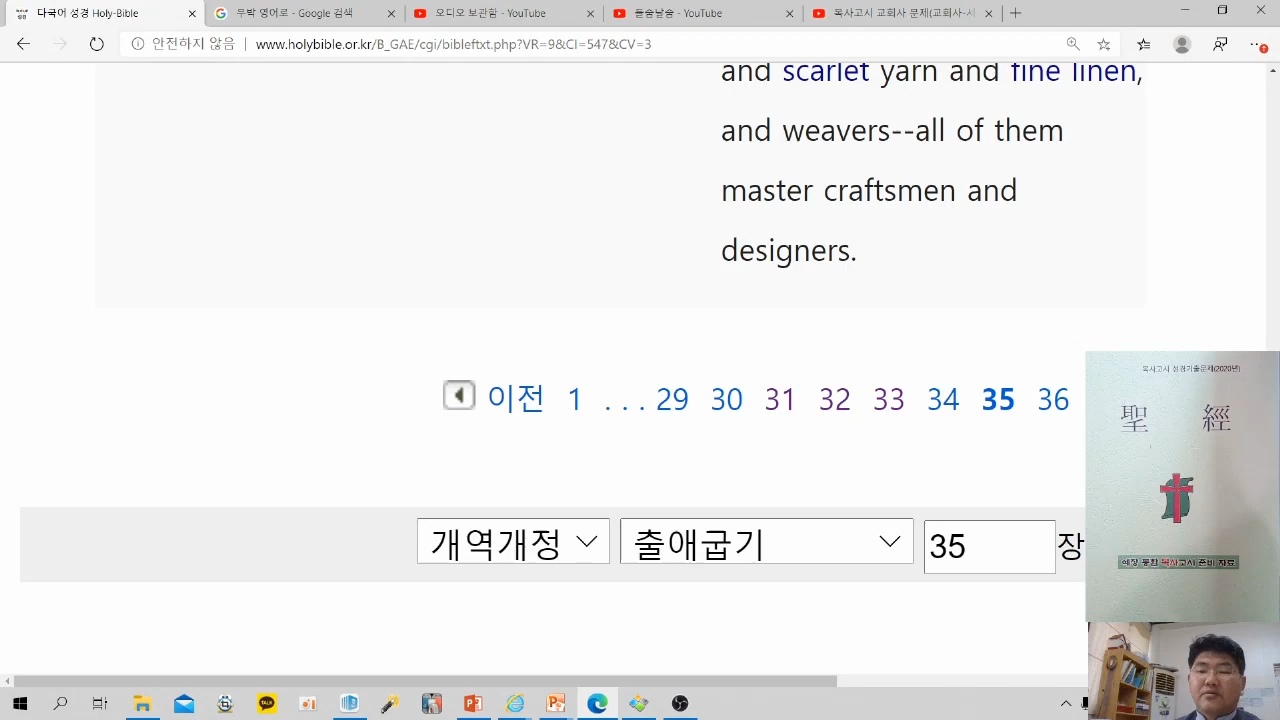 다국어 성경 Holy-Bible
우박 영어로 - Google 검색
오디오 보관함 - YouTube
들숨날숨 - YouTube
목사고시 교회사 문제(교회사-시
안전하지 않음
www.holybible.or.kr/B_GAE/cgi/bibleftxt.php?VR=9&CI=547&CV=3
and scarlet yarn and fine linen,
and weavers--all of them
master craftsmen and
designers.
이전 1 . . . 29 30 31 32 33 34 35 36
개역개정 출애굽기 35 장
목사고시 성경기출문제(2020년)
聖 經
예장 통합 목사고시 준비 자료
TALK